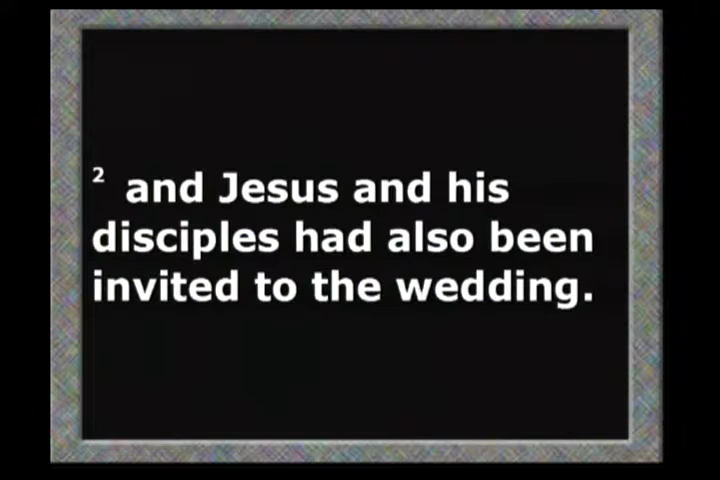 2 and Jesus and his
disciples had also been
invited to the wedding.